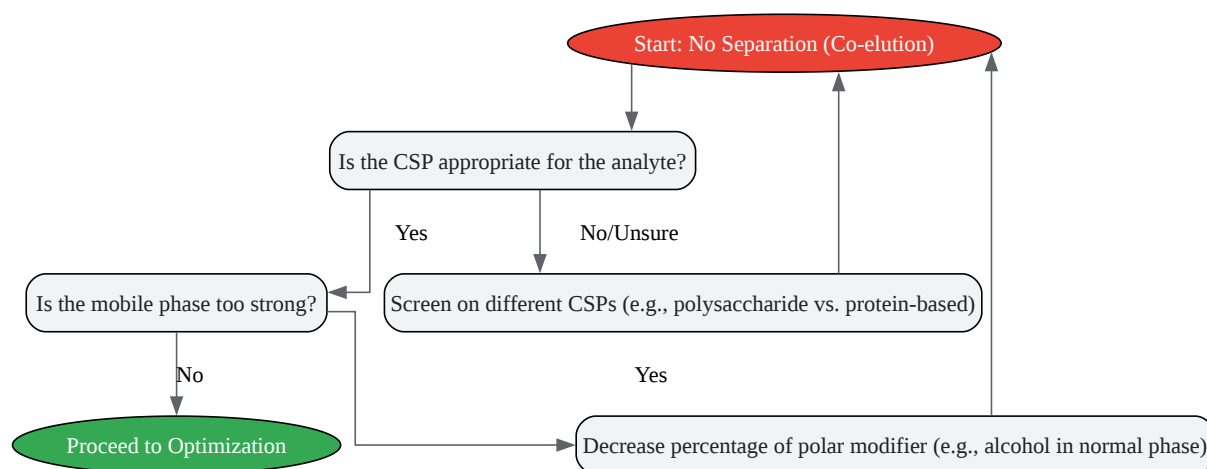 Start: No Separation (Co-elution)
Is the CSP appropriate for the analyte?
Yes
No/Unsure
Is the mobile phase too strong?
Screen on different CSPs (e.g., polysaccharide vs. protein-based)
No
Yes
Proceed to Optimization
Decrease percentage of polar modifier (e.g., alcohol in normal phase)